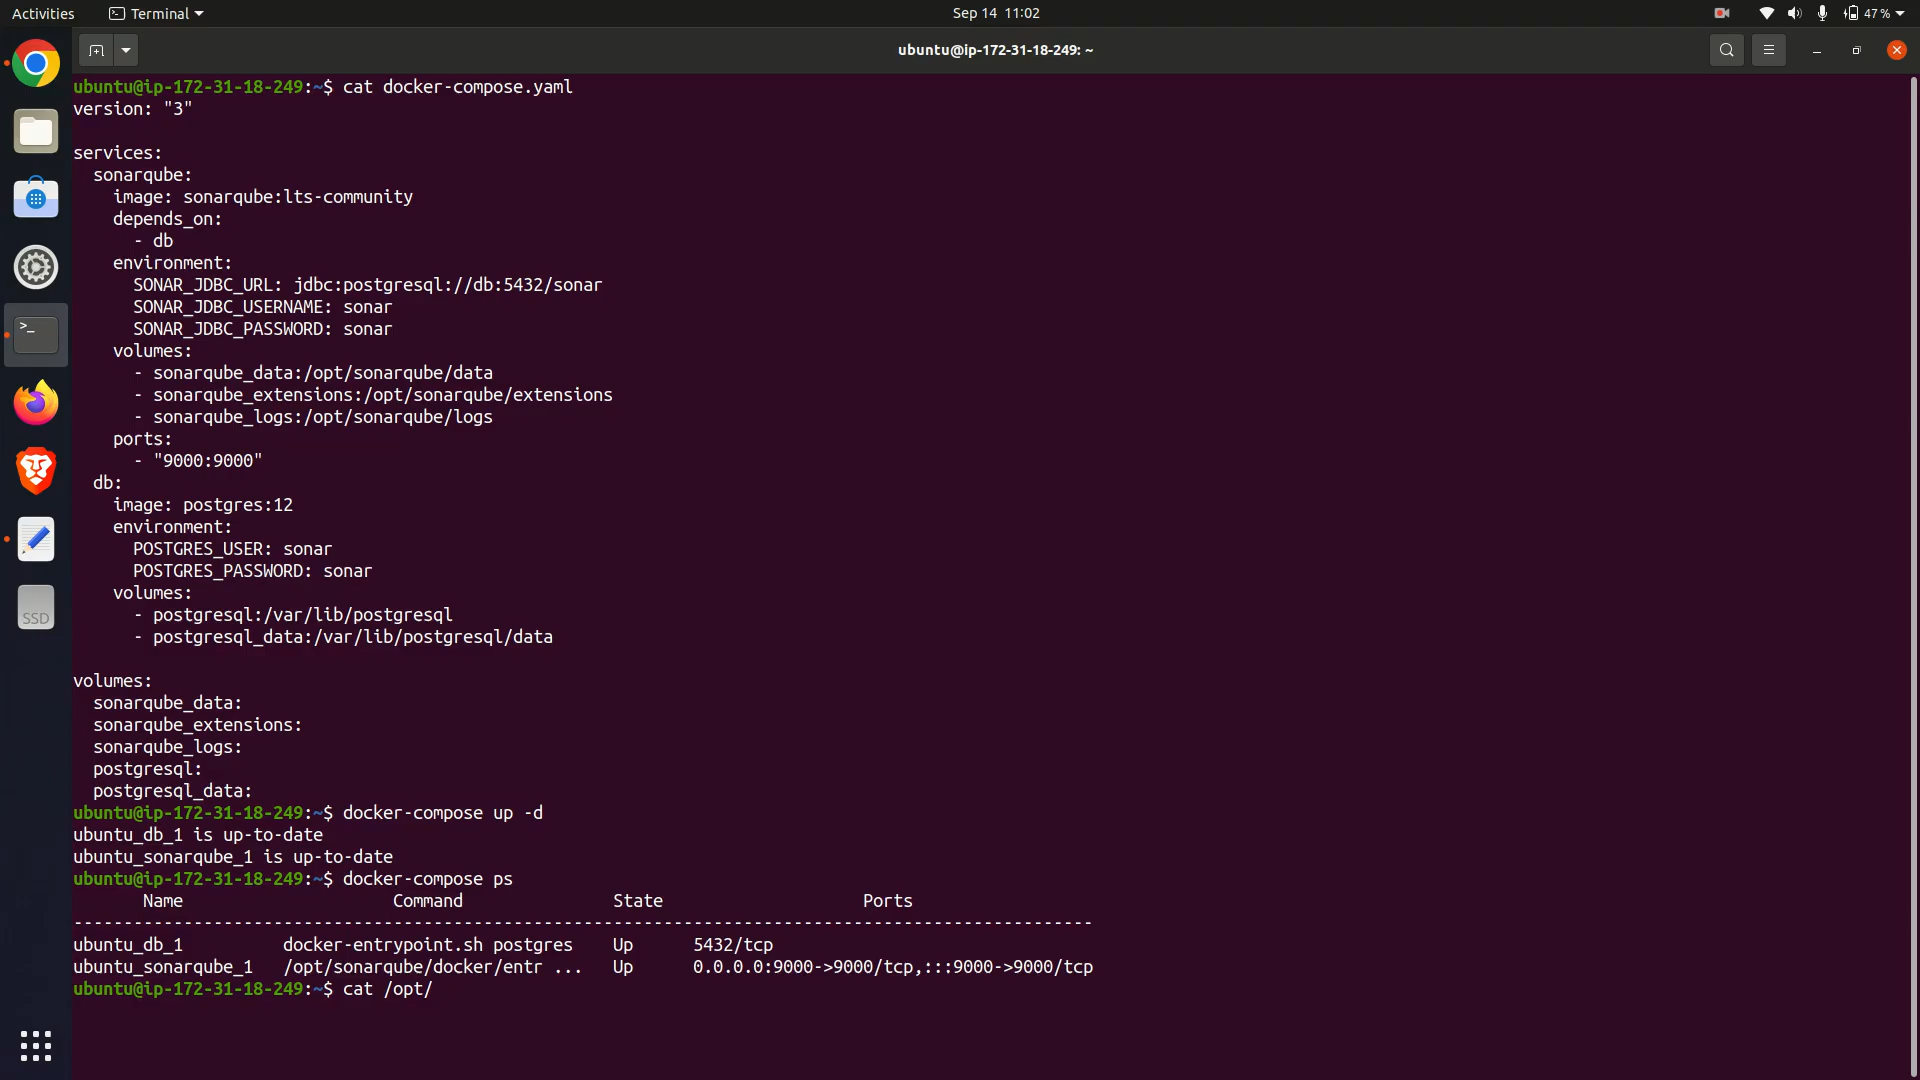 Activities
Terminal
Sep 14 11:02
47 %
ubuntu@ip-172-31-18-249: ~
ubuntu@ip-172-31-18-249:~$ cat docker-compose.yaml
version: "3"

services:
  sonarqube:
    image: sonarqube:lts-community
    depends_on:
      - db
    environment:
      SONAR_JDBC_URL: jdbc:postgresql://db:5432/sonar
      SONAR_JDBC_USERNAME: sonar
      SONAR_JDBC_PASSWORD: sonar
    volumes:
      - sonarqube_data:/opt/sonarqube/data
      - sonarqube_extensions:/opt/sonarqube/extensions
      - sonarqube_logs:/opt/sonarqube/logs
    ports:
      - "9000:9000"
  db:
    image: postgres:12
    environment:
      POSTGRES_USER: sonar
      POSTGRES_PASSWORD: sonar
    volumes:
      - postgresql:/var/lib/postgresql
      - postgresql_data:/var/lib/postgresql/data

volumes:
  sonarqube_data:
  sonarqube_extensions:
  sonarqube_logs:
  postgresql:
  postgresql_data:
ubuntu@ip-172-31-18-249:~$ docker-compose up -d
ubuntu_db_1 is up-to-date
ubuntu_sonarqube_1 is up-to-date
ubuntu@ip-172-31-18-249:~$ docker-compose ps
       Name                     Command               State                    Ports
------------------------------------------------------------------------------------------------------
ubuntu_db_1          docker-entrypoint.sh postgres    Up      5432/tcp
ubuntu_sonarqube_1   /opt/sonarqube/docker/entr ...   Up      0.0.0.0:9000->9000/tcp,:::9000->9000/tcp
ubuntu@ip-172-31-18-249:~$ cat /opt/
>_
SSD